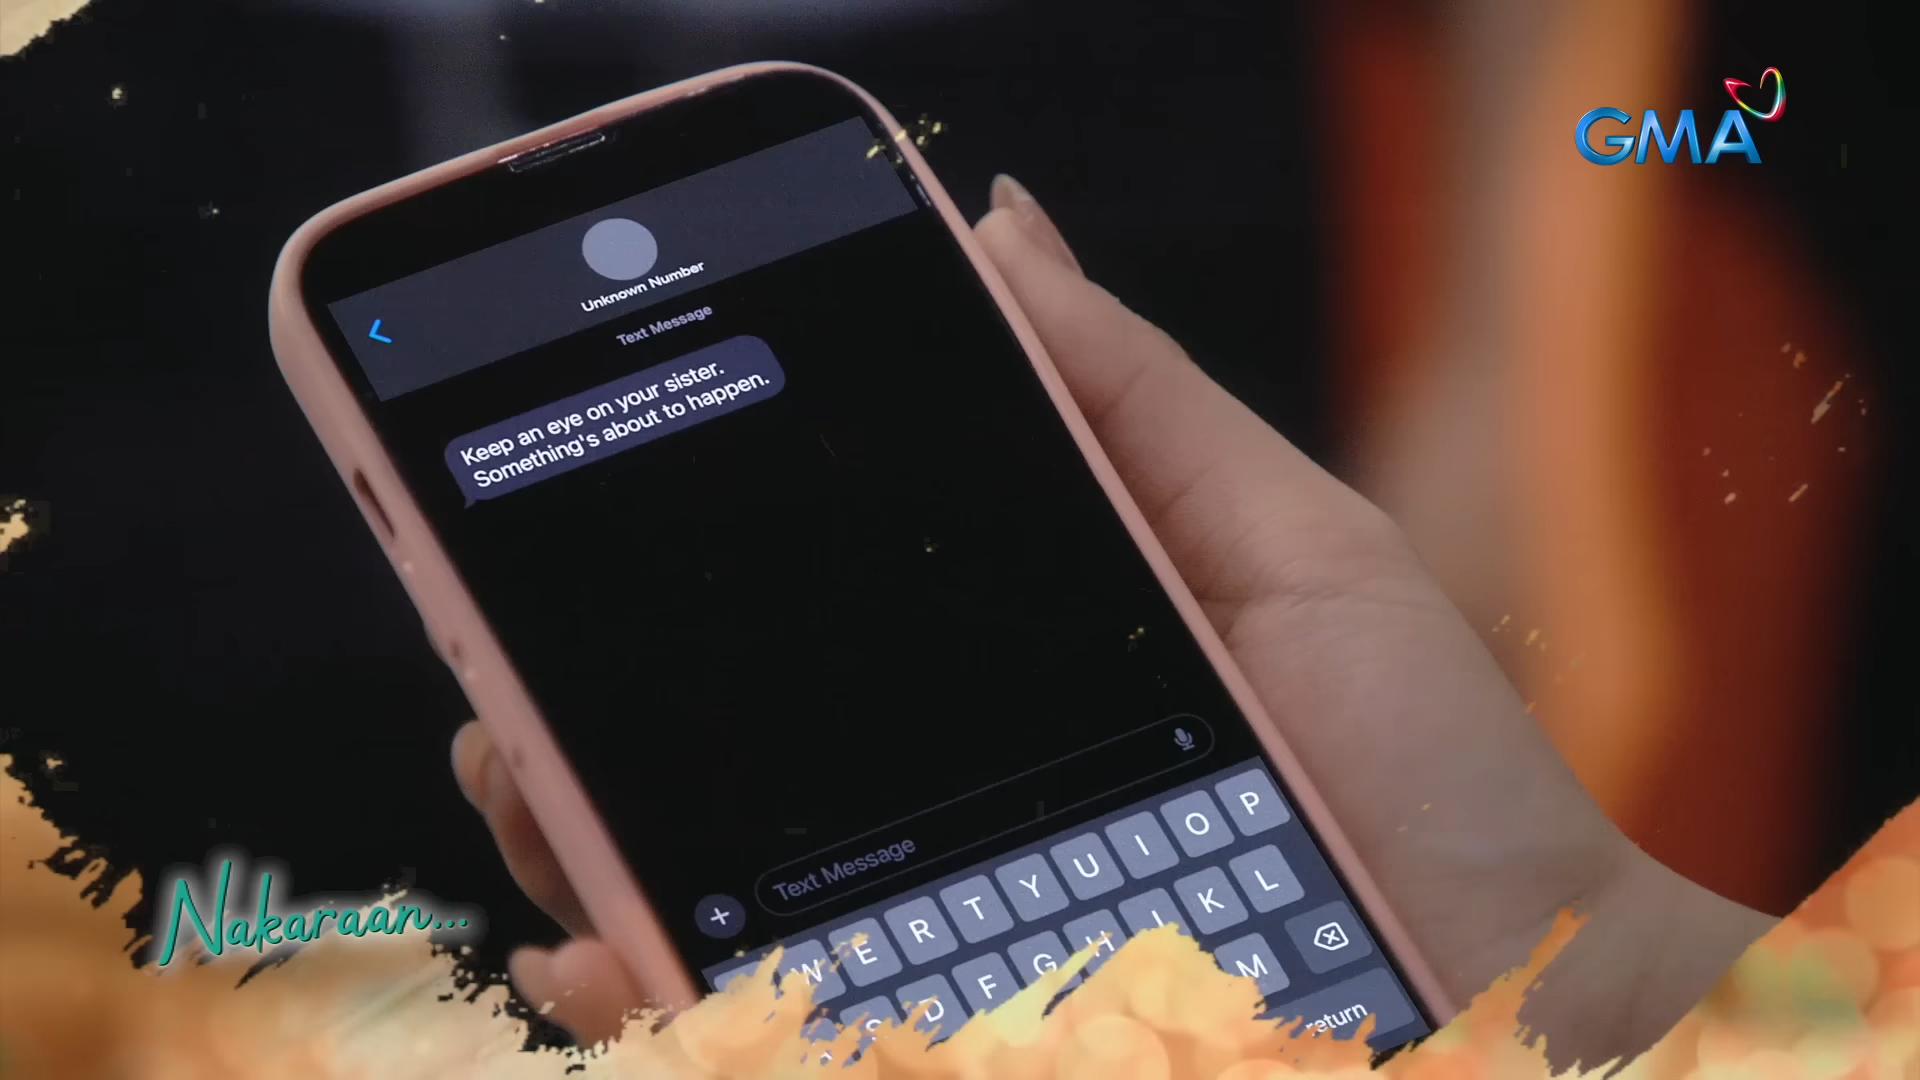 GMA
Unknown Number
Text Message
Keep an eye on your sister.
Something's about to happen.
Text Message
W E R T Y U I O P
S D F G H J K L
M
return
Nakaraan...